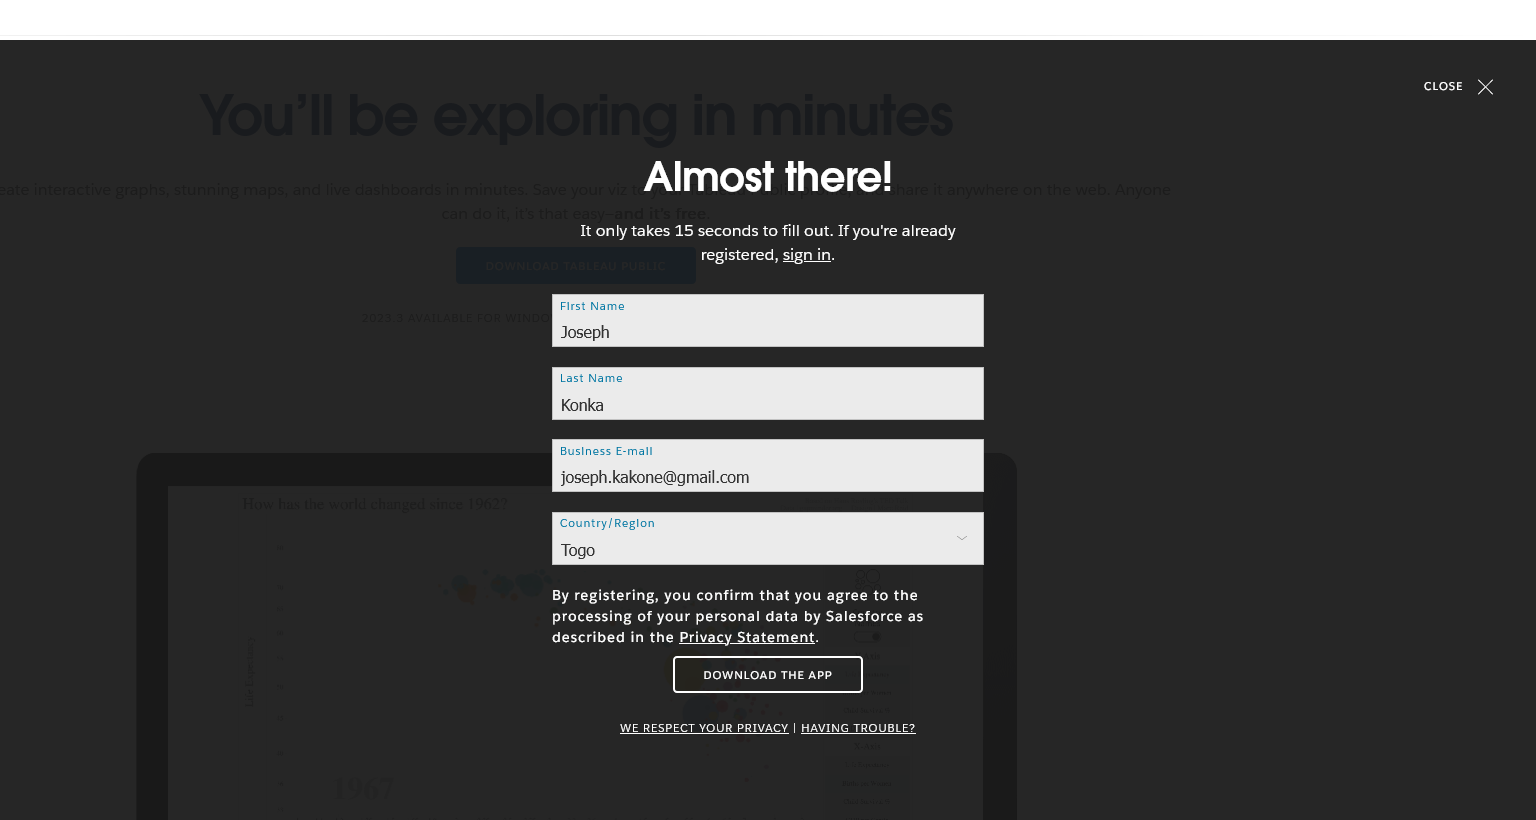 CLOSE
You'll be exploring in minutes
Almost there!
eate interactive graphs, stunning maps, and live dashboards in minutes. Save your viz to share it anywhere on the web. Anyone
can do it, it's that easy—and it's free.
It only takes 15 seconds to fill out. If you're already
registered, sign in.
DOWNLOAD TABLEAU PUBLIC
2023.3 AVAILABLE FOR WINDO
First Name
Joseph
Last Name
Konka
Business E-mail
joseph.kakone@gmail.com
How has the world changed since 1962?
Country/Region
Togo
By registering, you confirm that you agree to the
processing of your personal data by Salesforce as
described in the Privacy Statement.
DOWNLOAD THE APP
WE RESPECT YOUR PRIVACY | HAVING TROUBLE?
1967